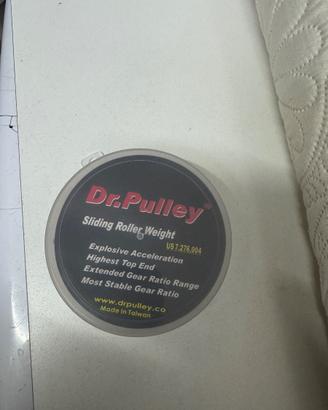 Dr.Pulley
Sliding Roller Weight
US 7,276,004
Explosive Acceleration
Highest Top End
Extended Gear Ratio Range
Most Stable Gear Ratio
www.drpulley.co
Made in Taiwan